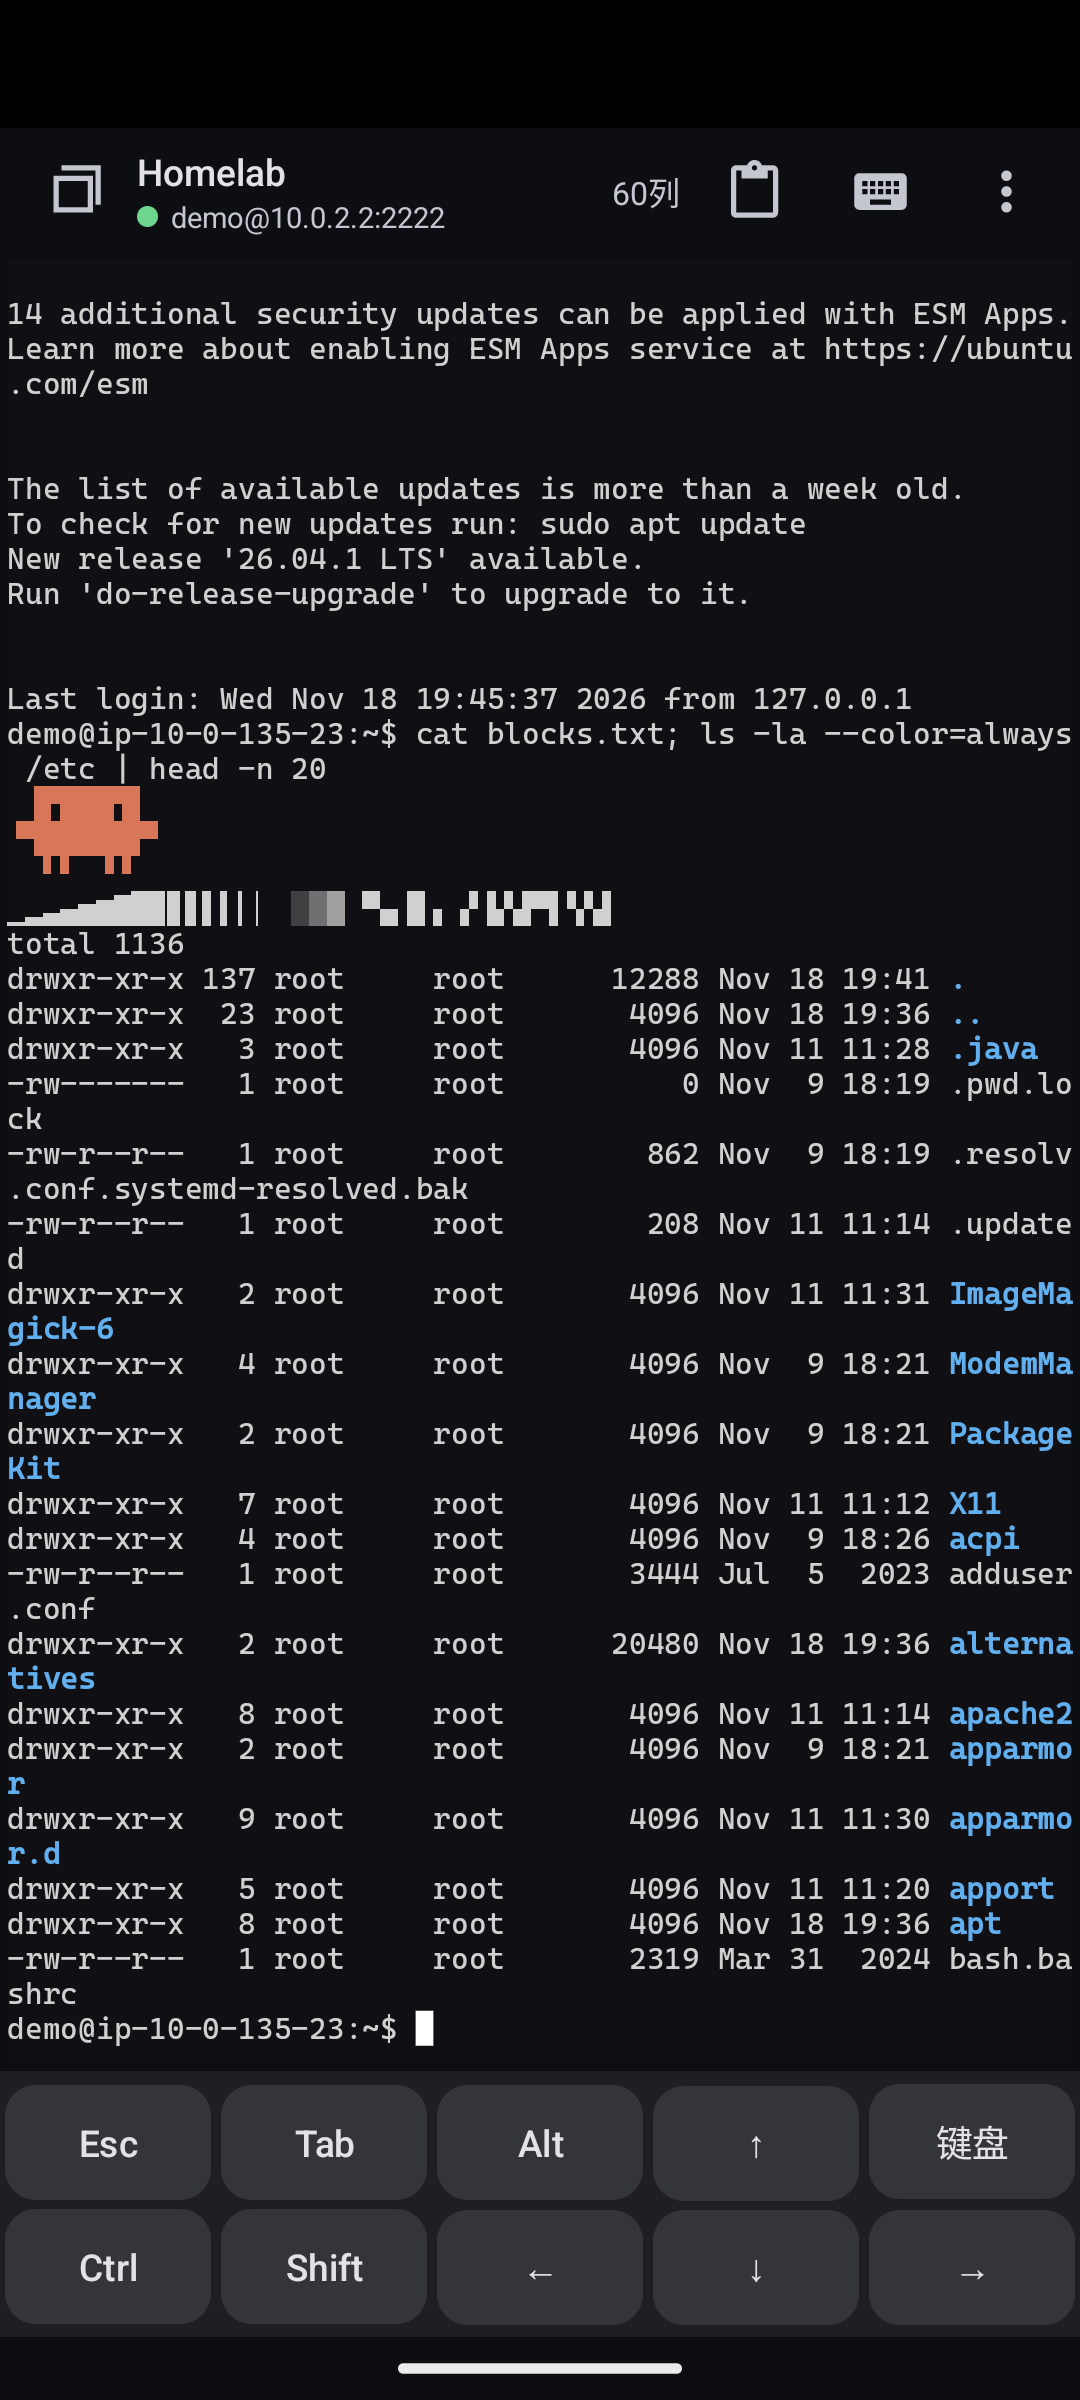 Homelab
60列
demo@10.0.2.2:2222
14 additional security updates can be applied with ESM Apps.
Learn more about enabling ESM Apps service at https://ubuntu
.com/esm
The list of available updates is more than a week old.
To check for new updates run: sudo apt update
New release '26.04.1 LTS' available.
Run 'do-release-upgrade' to upgrade to it.
Last login: Wed Nov 18 19:45:37 2026 from 127.0.0.1
demo@ip-10-0-135-23:~$ cat blocks.txt; ls -la --color=always
 /etc | head -n 20
total 1136
drwxr-xr-x 137 root     root      12288 Nov 18 19:41 .
drwxr-xr-x  23 root     root       4096 Nov 18 19:36 ..
drwxr-xr-x   3 root     root       4096 Nov 11 11:28 .java
-rw-------   1 root     root          0 Nov  9 18:19 .pwd.lo
ck
-rw-r--r--   1 root     root        862 Nov  9 18:19 .resolv
.conf.systemd-resolved.bak
-rw-r--r--   1 root     root        208 Nov 11 11:14 .update
d
drwxr-xr-x   2 root     root       4096 Nov 11 11:31 ImageMa
gick-6
drwxr-xr-x   4 root     root       4096 Nov  9 18:21 ModemMa
nager
drwxr-xr-x   2 root     root       4096 Nov  9 18:21 Package
Kit
drwxr-xr-x   7 root     root       4096 Nov 11 11:12 X11
drwxr-xr-x   4 root     root       4096 Nov  9 18:26 acpi
-rw-r--r--   1 root     root       3444 Jul  5  2023 adduser
.conf
drwxr-xr-x   2 root     root      20480 Nov 18 19:36 alterna
tives
drwxr-xr-x   8 root     root       4096 Nov 11 11:14 apache2
drwxr-xr-x   2 root     root       4096 Nov  9 18:21 apparmo
r
drwxr-xr-x   9 root     root       4096 Nov 11 11:30 apparmo
r.d
drwxr-xr-x   5 root     root       4096 Nov 11 11:20 apport
drwxr-xr-x   8 root     root       4096 Nov 18 19:36 apt
-rw-r--r--   1 root     root       2319 Mar 31  2024 bash.ba
shrc
demo@ip-10-0-135-23:~$
Esc Tab Alt ↑ 键盘
Ctrl Shift ← ↓ →